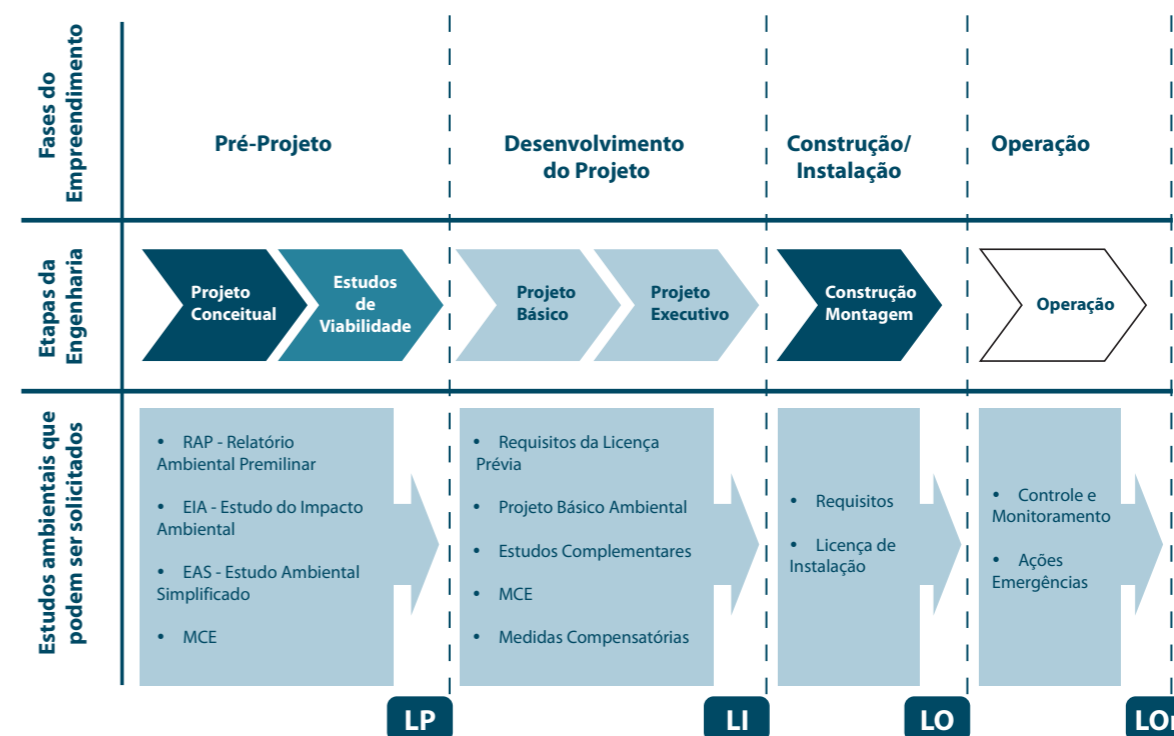 Fases do
Empreendimento
Pré-Projeto
Desenvolvimento
do Projeto
Construção/
Instalação
Operação
Etapas da
Engenharia
Projeto
Conceitual
Estudos
de
Viabilidade
Projeto
Básico
Projeto
Executivo
Construção
Montagem
Operação
Estudos ambientais que
podem ser solicitados
• RAP - Relatório
Ambiental Premilinar
• EIA - Estudo do Impacto
Ambiental
• EAS - Estudo Ambiental
Simplificado
• MCE
• Requisitos da Licença
Prévia
• Projeto Básico Ambiental
• Estudos Complementares
• MCE
• Medidas Compensatórias
• Requisitos
• Licença de
Instalação
• Controle e
Monitoramento
• Ações
Emergências
LP
LI
LO